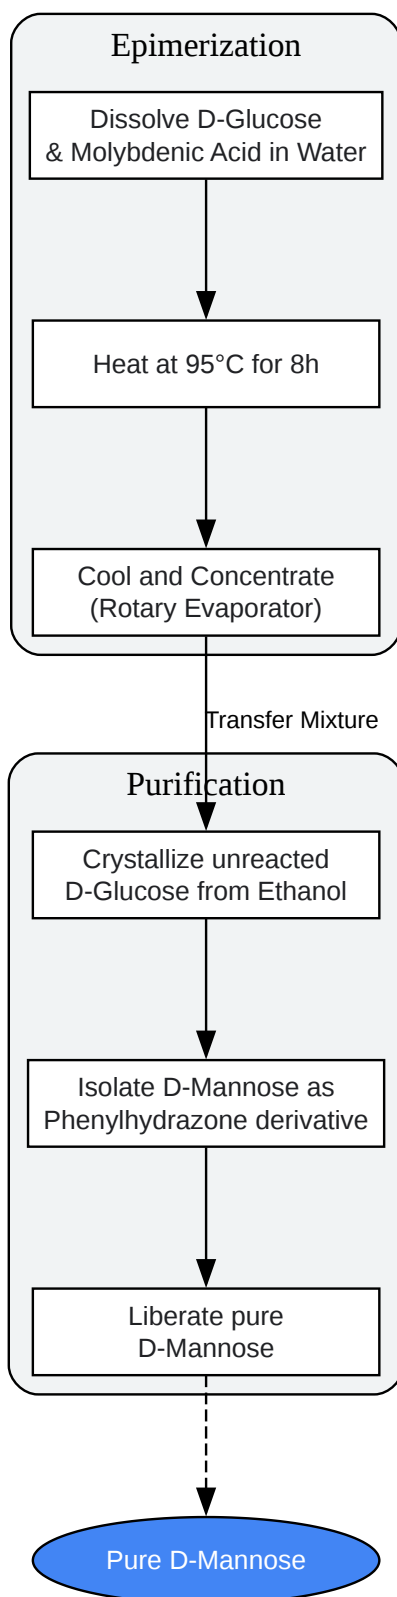 Epimerization
Dissolve D-Glucose
& Molybdenic Acid in Water
Heat at 95°C for 8h
Cool and Concentrate
(Rotary Evaporator)
Transfer Mixture
Purification
Crystallize unreacted
D-Glucose from Ethanol
Isolate D-Mannose as
Phenylhydrazone derivative
Liberate pure
D-Mannose
Pure D-Mannose